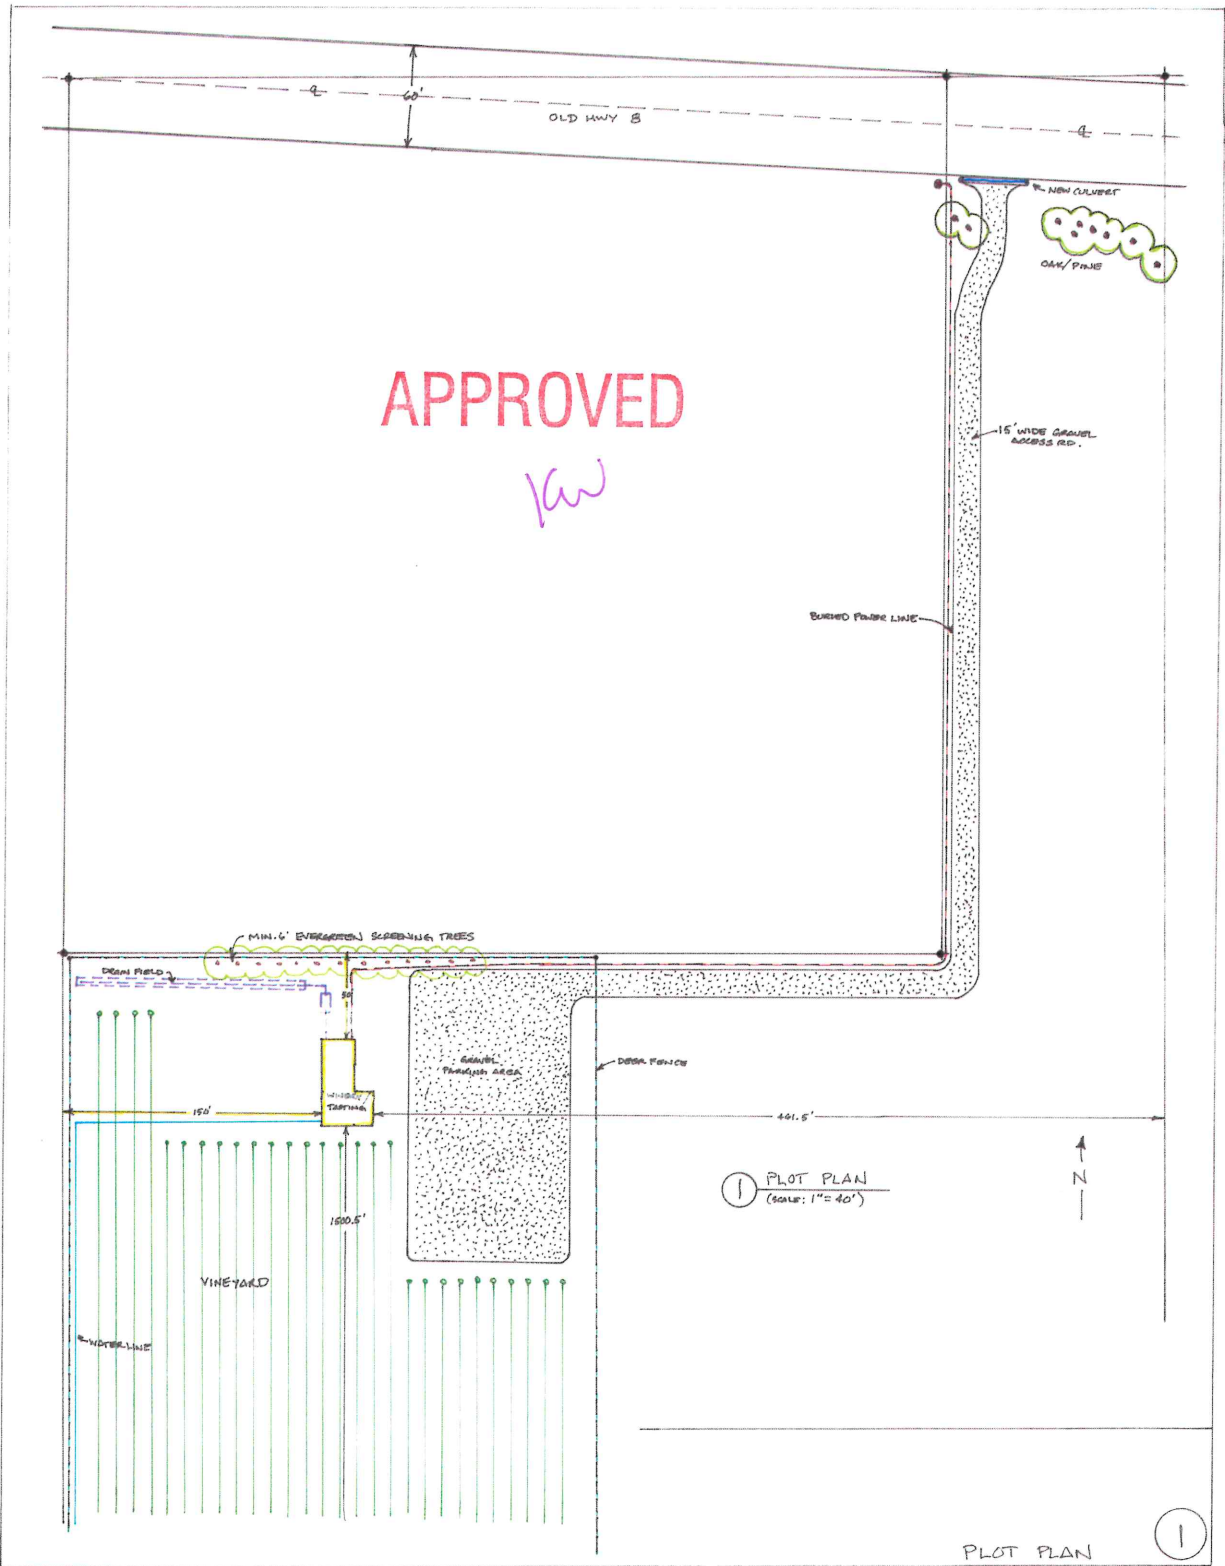 60'
OLD HWY 8
NEW CULVERT
OAK/PINE
APPROVED
15' WIDE GRAVEL
ACCESS RD.
BURIED POWER LINE
MIN. 6' EVERGREEN SCREENING TREES
DRAIN FIELD
50'
GRAVEL
PARKING AREA
DEER FENCE
WINERY/
TASTING
150'
441.5'
1 PLOT PLAN
(SCALE: 1" = 40')
N
1500.5'
VINEYARD
WATERLINE
PLOT PLAN
1